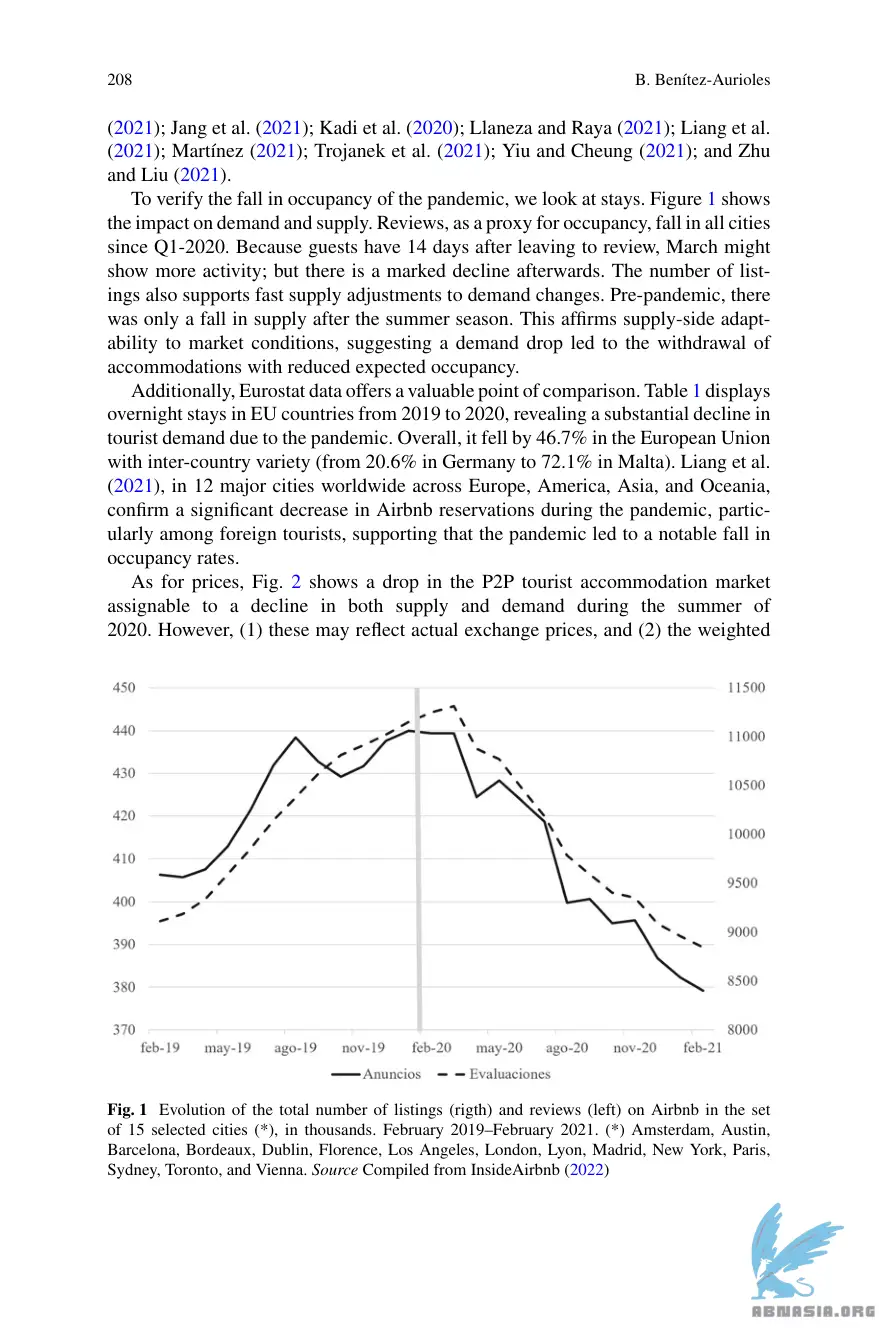 208
B. Benítez-Aurioles
(2021); Jang et al. (2021); Kadi et al. (2020); Llaneza and Raya (2021); Liang et al.
(2021); Martínez (2021); Trojanek et al. (2021); Yiu and Cheung (2021); and Zhu
and Liu (2021).
To verify the fall in occupancy of the pandemic, we look at stays. Figure 1 shows
the impact on demand and supply. Reviews, as a proxy for occupancy, fall in all cities
since Q1-2020. Because guests have 14 days after leaving to review, March might
show more activity; but there is a marked decline afterwards. The number of list-
ings also supports fast supply adjustments to demand changes. Pre-pandemic, there
was only a fall in supply after the summer season. This affirms supply-side adapt-
ability to market conditions, suggesting a demand drop led to the withdrawal of
accommodations with reduced expected occupancy.
Additionally, Eurostat data offers a valuable point of comparison. Table 1 displays
overnight stays in EU countries from 2019 to 2020, revealing a substantial decline in
tourist demand due to the pandemic. Overall, it fell by 46.7% in the European Union
with inter-country variety (from 20.6% in Germany to 72.1% in Malta). Liang et al.
(2021), in 12 major cities worldwide across Europe, America, Asia, and Oceania,
confirm a significant decrease in Airbnb reservations during the pandemic, partic-
ularly among foreign tourists, supporting that the pandemic led to a notable fall in
occupancy rates.
As for prices, Fig. 2 shows a drop in the P2P tourist accommodation market
assignable to a decline in both supply and demand during the summer of
2020. However, (1) these may reflect actual exchange prices, and (2) the weighted
450
440
430
420
410
400
390
380
370
11500
11000
10500
10000
9500
9000
8500
8000
feb-19 may-19 ago-19 nov-19 feb-20 may-20 ago-20 nov-20 feb-21
Anuncios Evaluaciones
Fig. 1 Evolution of the total number of listings (rigth) and reviews (left) on Airbnb in the set
of 15 selected cities (*), in thousands. February 2019–February 2021. (*) Amsterdam, Austin,
Barcelona, Bordeaux, Dublin, Florence, Los Angeles, London, Lyon, Madrid, New York, Paris,
Sydney, Toronto, and Vienna. Source Compiled from InsideAirbnb (2022)
ABNASIA.ORG